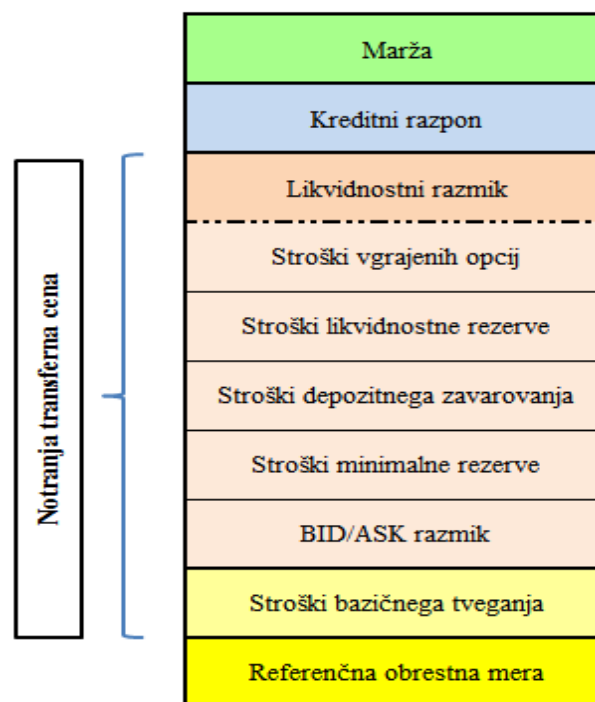 Marža
Kreditni razpon
Likvidnostni razmik
Stroški vgrajenih opcij
Stroški likvidnostne rezerve
Stroški depozitnega zavarovanja
Stroški minimalne rezerve
BID/ASK razmik
Stroški bazičnega tveganja
Referenčna obrestna mera
Notranja transferna cena